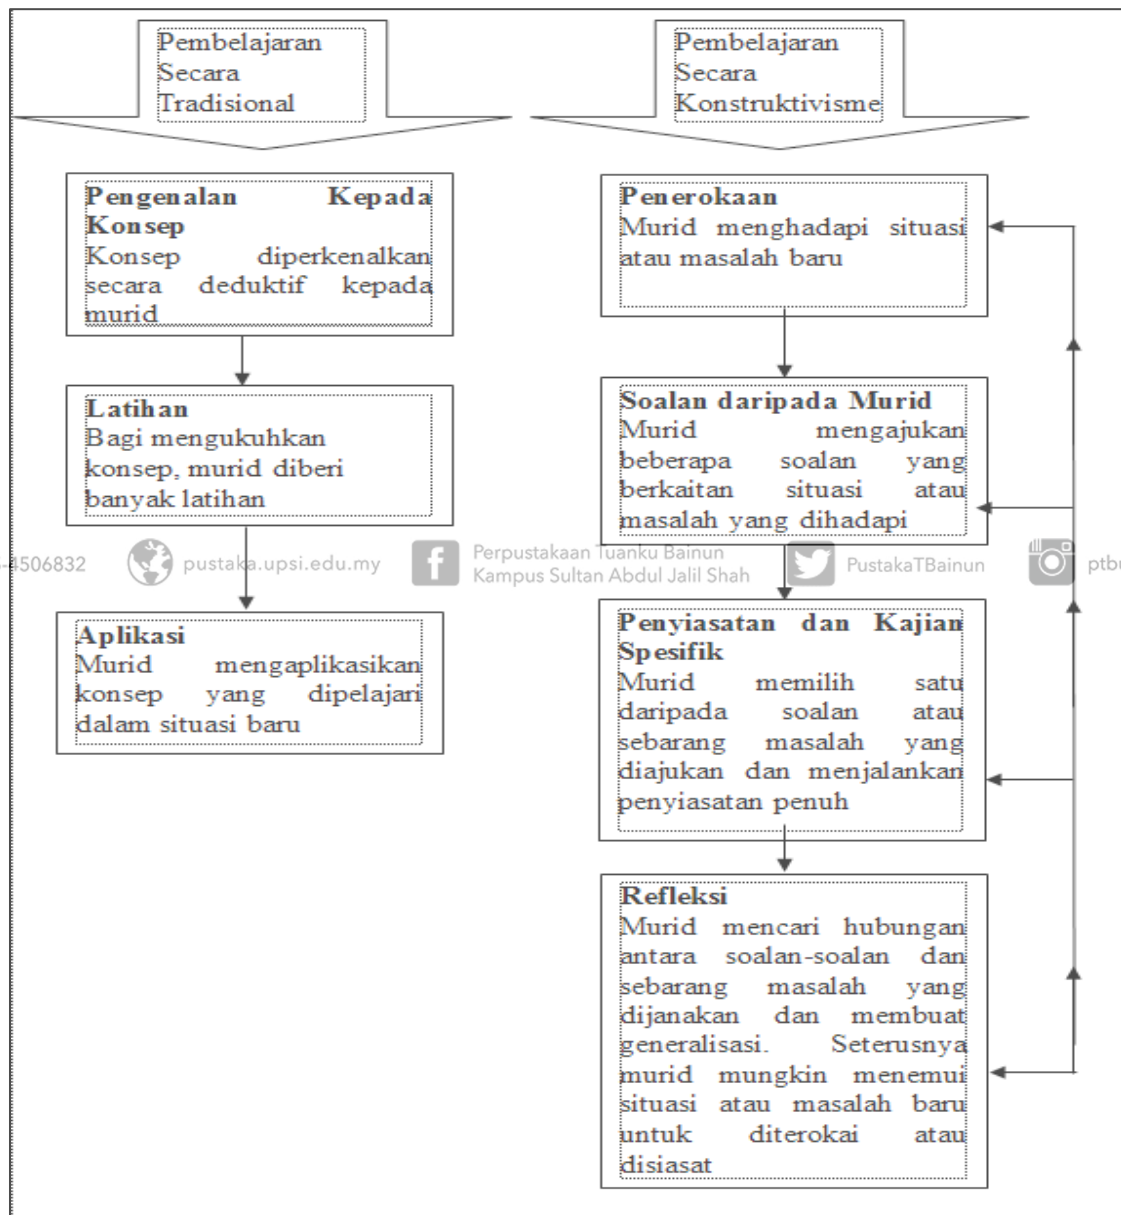 Pembelajaran
Secara
Tradisional
Pengenalan Kepada
Konsep
Konsep diperkenalkan
secara deduktif kepada
murid
Latihan
Bagi mengukuhkan
konsep, murid diberi
banyak latihan
Aplikasi
Murid mengaplikasikan
konsep yang dipelajari
dalam situasi baru
Pembelajaran
Secara
Konstruktivisme
Penerokaan
Murid menghadapi situasi
atau masalah baru
Soalan daripada Murid
Murid mengajukan
beberapa soalan yang
berkaitan situasi atau
masalah yang dihadapi
Penyiasatan dan Kajian
Spesifik
Murid memilih satu
daripada soalan atau
sebarang masalah yang
diajukan dan menjalankan
penyiasatan penuh
Refleksi
Murid mencari hubungan
antara soalan-soalan dan
sebarang masalah yang
dijanakan dan membuat
generalisasi. Seterusnya
murid mungkin menemui
situasi atau masalah baru
untuk diterokai atau
disiasat
4506832
pustaka.upsi.edu.my
Perpustakaan Tuanku Bainun
Kampus Sultan Abdul Jalil Shah
PustakaTBainun
ptbu